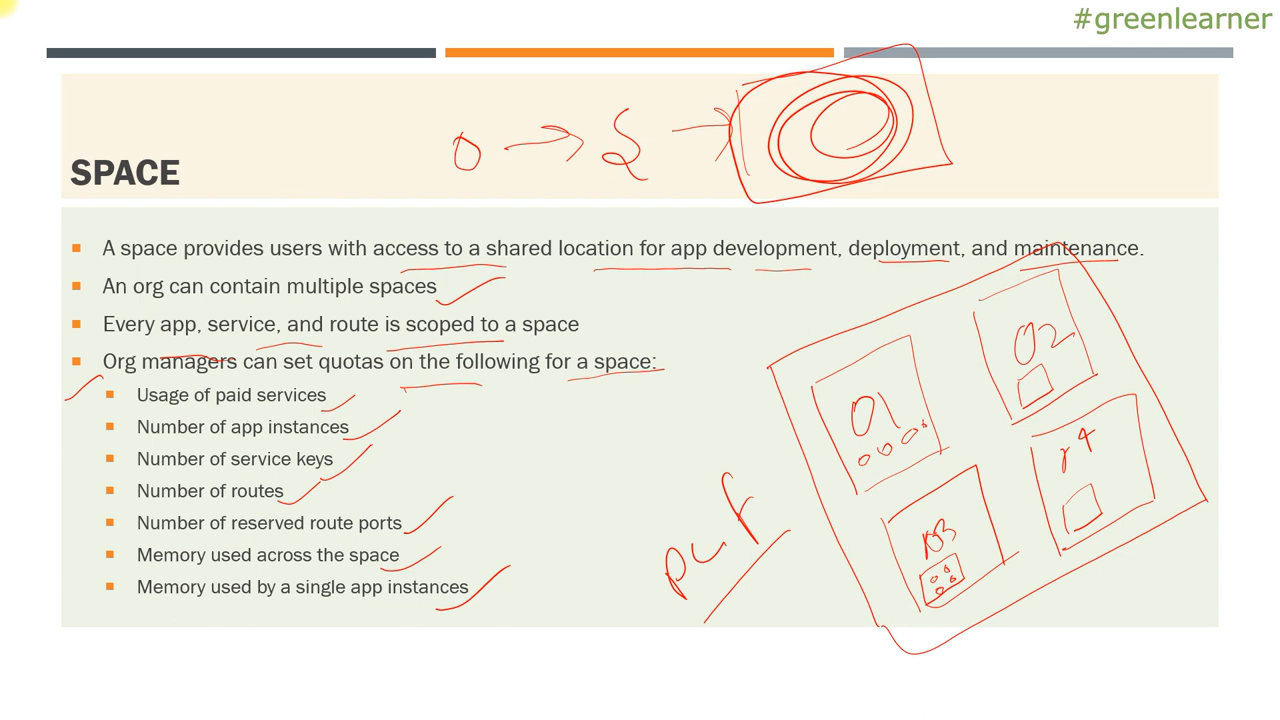 #greenlearner
O → S →
SPACE
A space provides users with access to a shared location for app development, deployment, and maintenance.
An org can contain multiple spaces
Every app, service, and route is scoped to a space
Org managers can set quotas on the following for a space:
Usage of paid services
Number of app instances
Number of service keys
Number of routes
Number of reserved route ports
Memory used across the space
Memory used by a single app instances
O2
O1
pcf